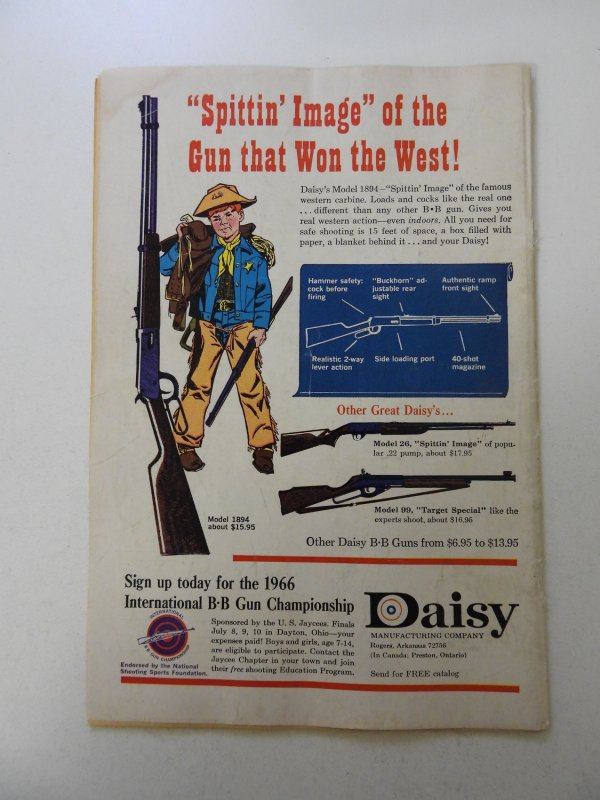 “Spittin’ Image” of the
Gun that Won the West!
Daisy's Model 1894—"Spittin' Image" of the famous
western carbine. Loads and cocks like the real one
...different than any other B•B gun. Gives you
real western action—even indoors. All you need for
safe shooting is 15 feet of space, a box filled with
paper, a blanket behind it...and your Daisy!
Hammer safety:
cock before
firing
"Buckhorn" ad-
justable rear
sight
Authentic ramp
front sight
Realistic 2-way
lever action
Side loading port
40-shot
magazine
Other Great Daisy's...
Model 26, "Spittin' Image" of popu-
lar .22 pump, about $17.95
Model 99, "Target Special" like the
experts shoot, about $16.96
Model 1894
about $15.95
Other Daisy B·B Guns from $6.95 to $13.95
Sign up today for the 1966
International B·B Gun Championship
INTERNATIONAL
B·B GUN CHAMPIONSHIP
Endorsed by the National
Shooting Sports Foundation.
Sponsored by the U. S. Jaycees. Finals
July 8, 9, 10 in Dayton, Ohio—your
expenses paid! Boys and girls, age 7-14,
are eligible to participate. Contact the
Jaycee Chapter in your town and join
their free shooting Education Program.
Daisy
MANUFACTURING COMPANY
Rogers, Arkansas 72756
(In Canada: Preston, Ontario)
Send for FREE catalog